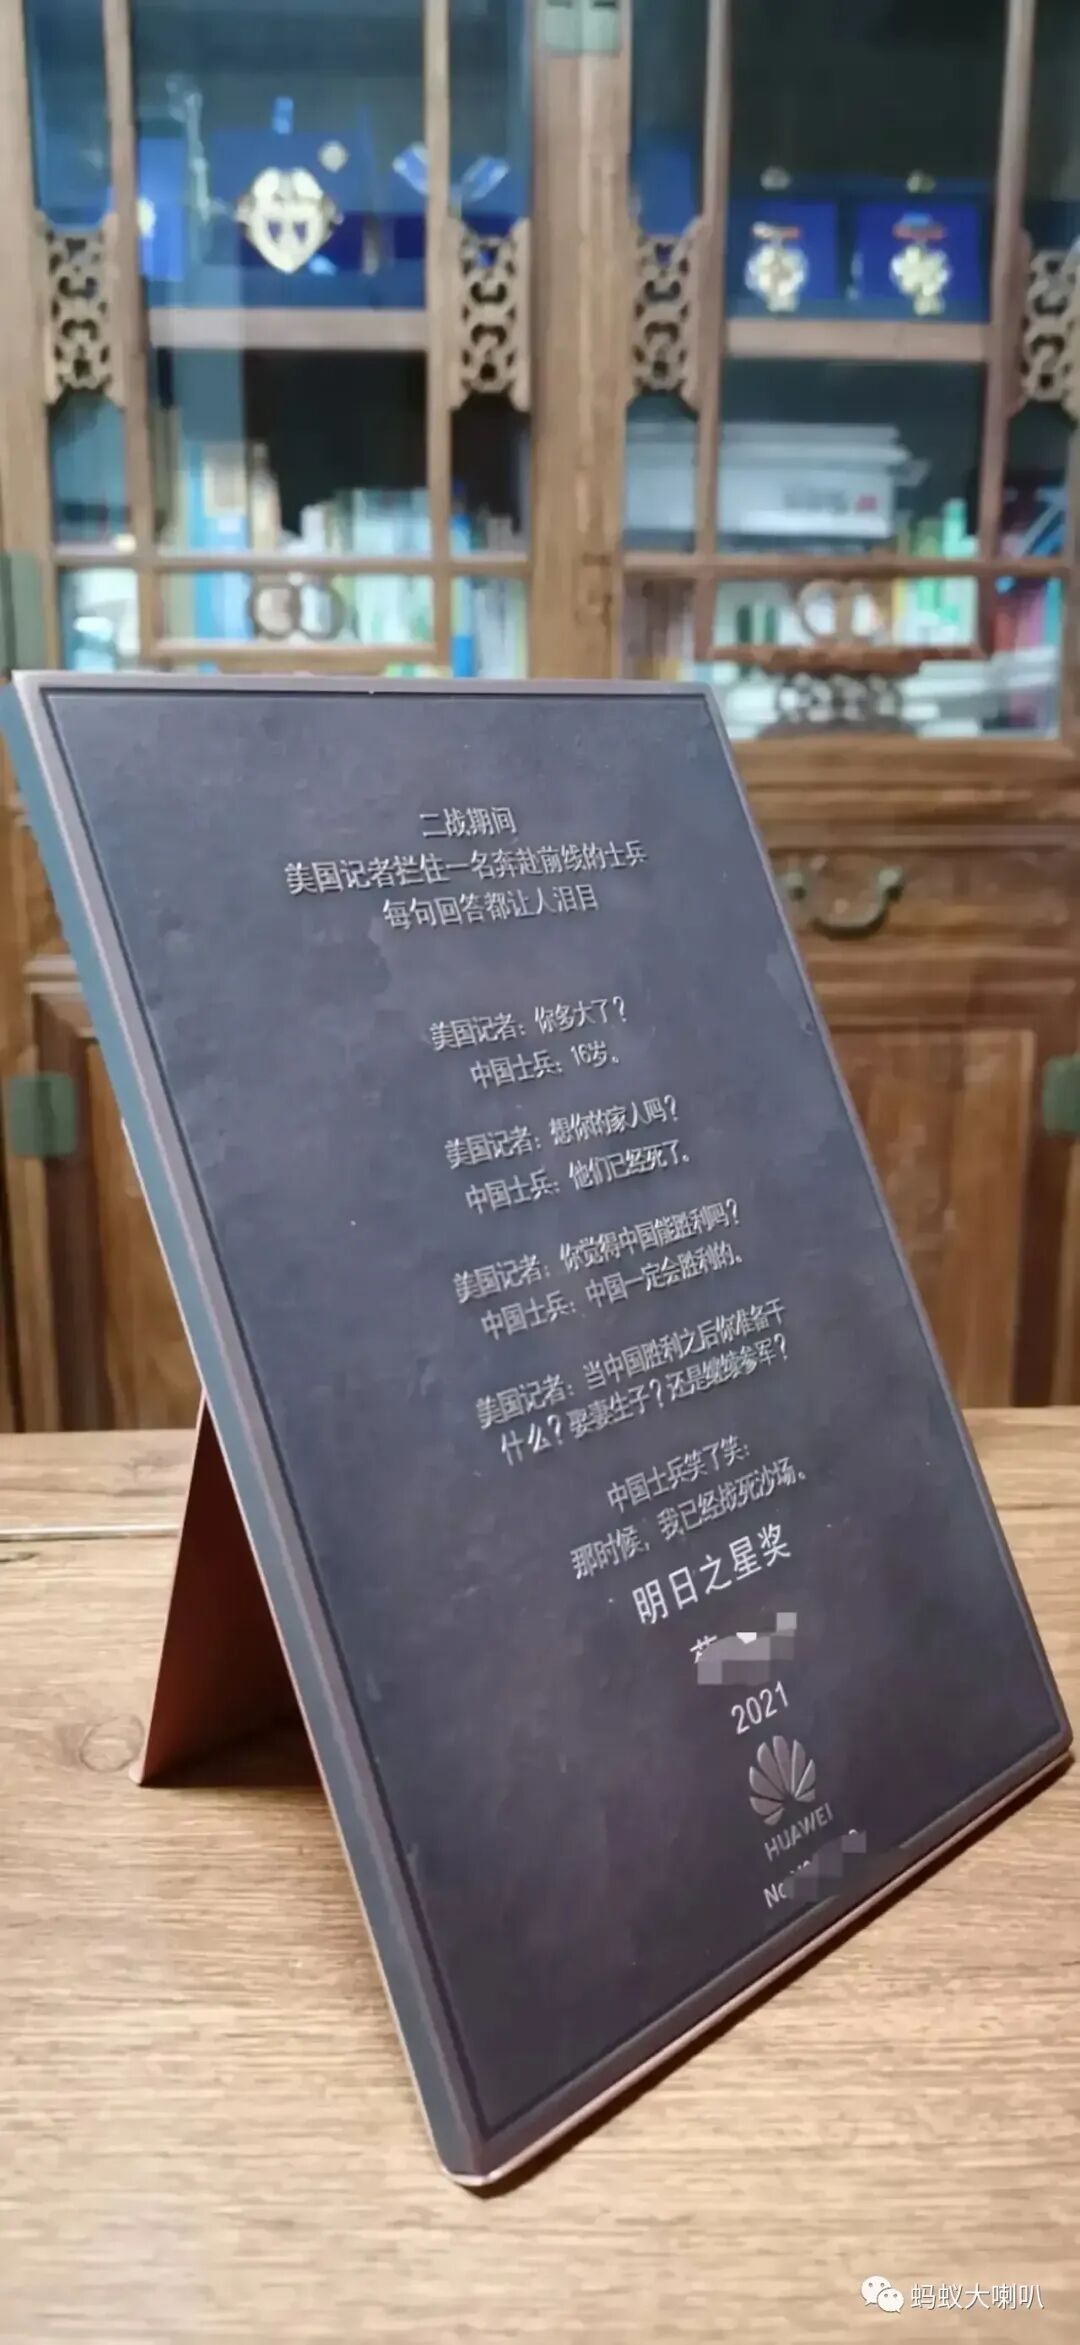 二战期间
美国记者拦住一名奔赴前线的士兵
每句回答都让人泪目
美国记者：你多大了？
中国士兵：16岁。
美国记者：想你的家人吗？
中国士兵：他们已经死了。
美国记者：你觉得中国能胜利吗？
中国士兵：中国一定会胜利的。
美国记者：当中国胜利之后你准备干
什么？娶妻生子？还是继续参军？
中国士兵笑了笑：
那时候，我已经战死沙场。
明日之星奖
2021
HUAWEI
蚂蚁大喇叭